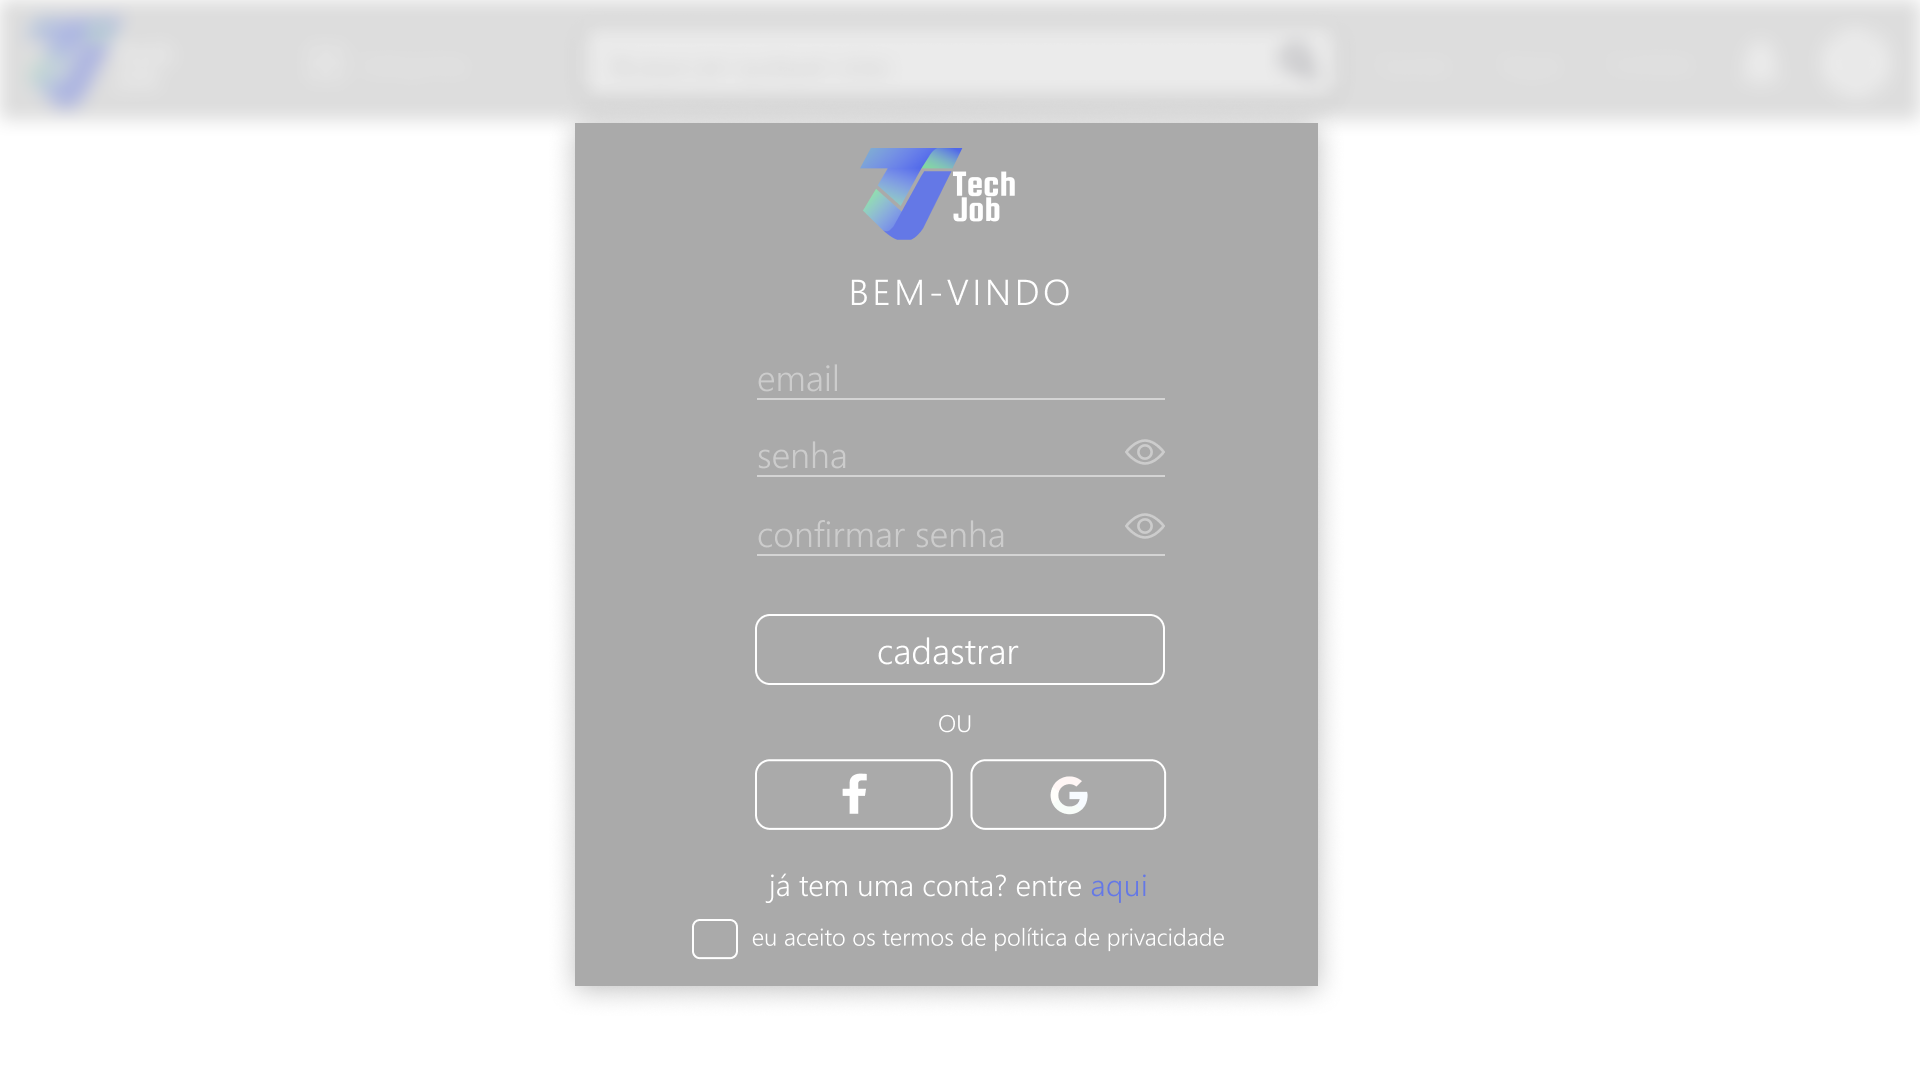 Tech
Job
BEM-VINDO
email
senha
confirmar senha
cadastrar
OU
já tem uma conta? entre aqui
eu aceito os termos de política de privacidade